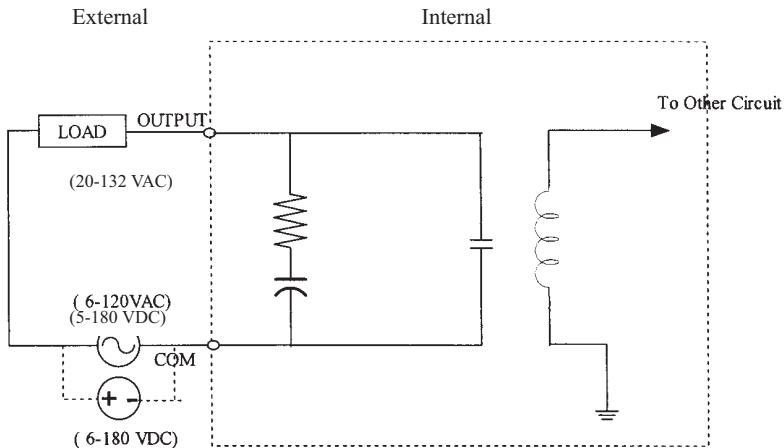 External
Internal
To Other Circuit
LOAD
OUTPUT
(20-132 VAC)
( 6-120VAC)
(5-180 VDC)
COM
+ -
( 6-180 VDC)